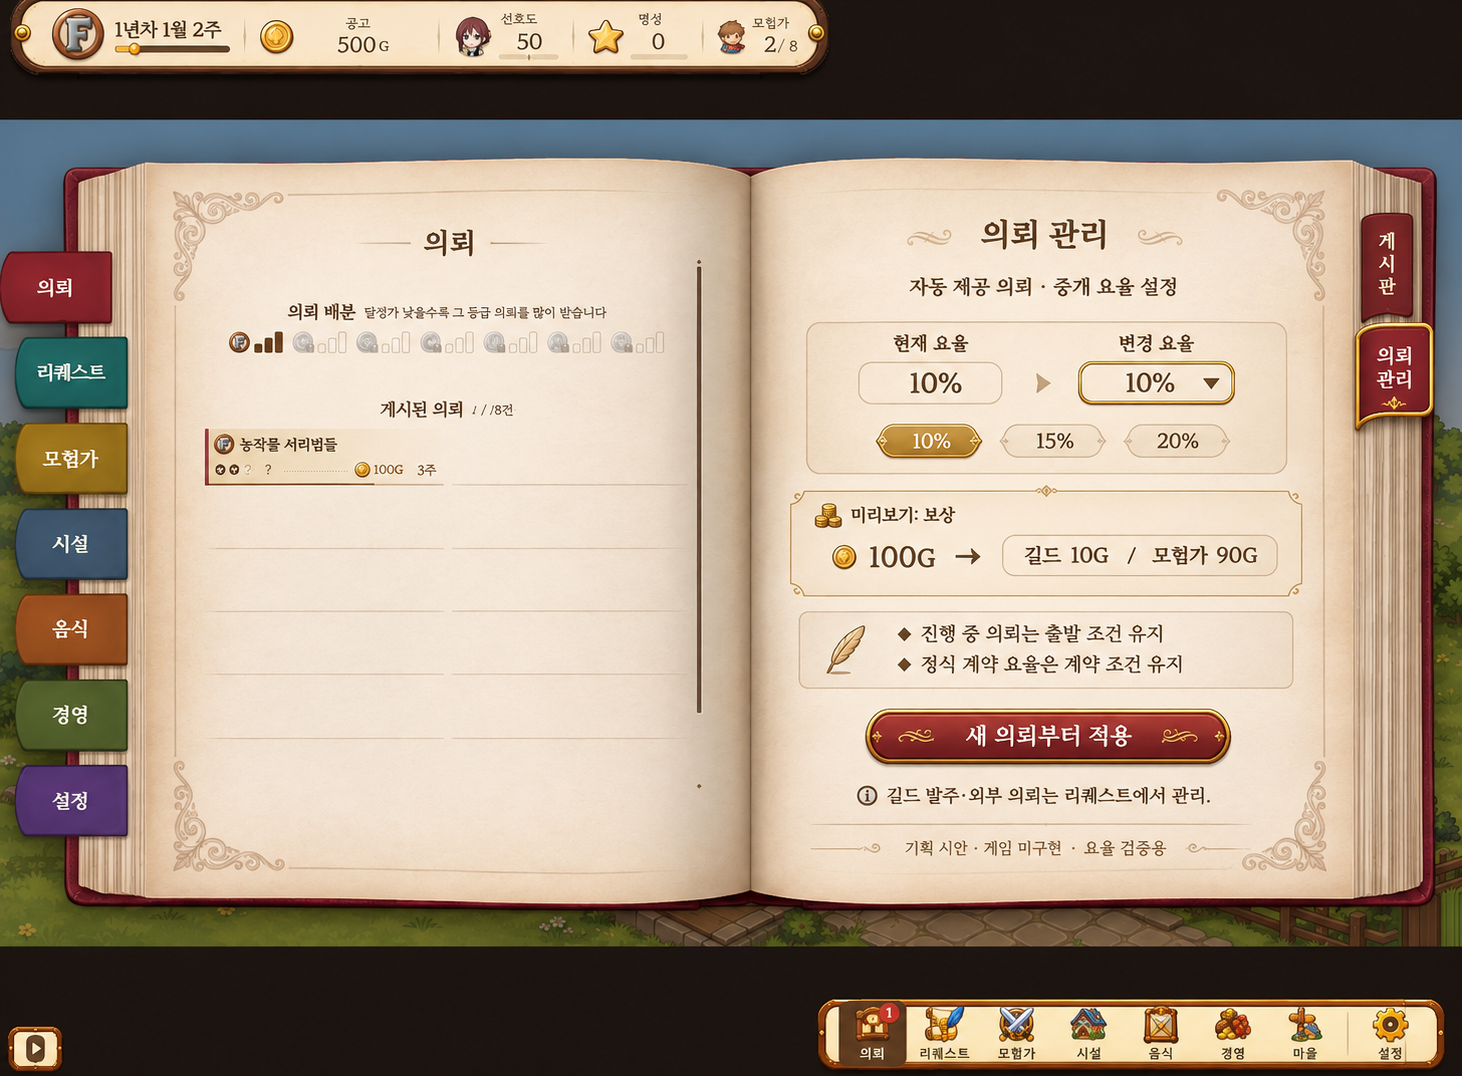 F
1년차 1월 2주
공고
500G
선호도
50
명성
0
모험가
2/8
의뢰
리퀘스트
모험가
시설
음식
경영
설정
의뢰
의뢰 배분 달정가 낮을수록 그 등급 의뢰를 많이 받습니다
F
게시된 의뢰 1 / /8건
F 농작물 서리범들
? ? 100G 3주
의뢰 관리
자동 제공 의뢰 · 중개 요율 설정
현재 요율 변경 요율
10% 10%
10% 15% 20%
미리보기: 보상
100G → 길드 10G / 모험가 90G
진행 중 의뢰는 출발 조건 유지
정식 계약 요율은 계약 조건 유지
새 의뢰부터 적용
길드 발주·외부 의뢰는 리퀘스트에서 관리.
기획 시안 · 게임 미구현 · 요율 검증용
게시판
의뢰 관리
1
의뢰 리퀘스트 모험가 시설 음식 경영 마을 설정